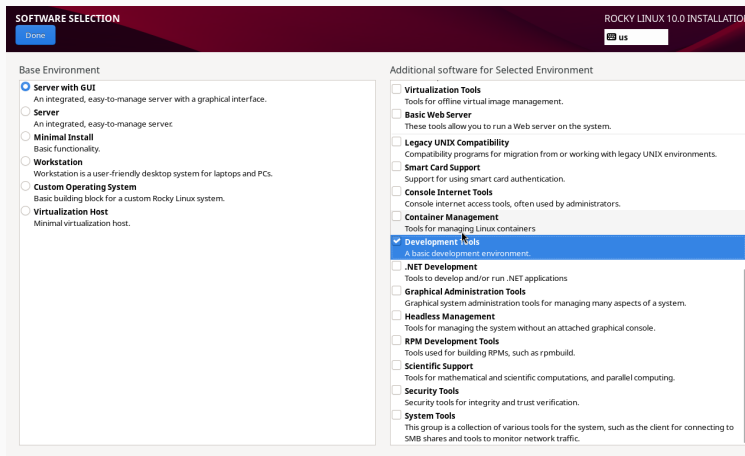 SOFTWARE SELECTION
Done
ROCKY LINUX 10.0 INSTALLATIO
us
Base Environment
Server with GUI
An integrated, easy-to-manage server with a graphical interface.
Server
An integrated, easy-to-manage server.
Minimal Install
Basic functionality.
Workstation
Workstation is a user-friendly desktop system for laptops and PCs.
Custom Operating System
Basic building block for a custom Rocky Linux system.
Virtualization Host
Minimal virtualization host.
Additional software for Selected Environment
Virtualization Tools
Tools for offline virtual image management.
Basic Web Server
These tools allow you to run a Web server on the system.
Legacy UNIX Compatibility
Compatibility programs for migration from or working with legacy UNIX environments.
Smart Card Support
Support for using smart card authentication.
Console Internet Tools
Console internet access tools, often used by administrators.
Container Management
Tools for managing Linux containers
Development Tools
A basic development environment.
.NET Development
Tools to develop and/or run .NET applications
Graphical Administration Tools
Graphical system administration tools for managing many aspects of a system.
Headless Management
Tools for managing the system without an attached graphical console.
RPM Development Tools
Tools used for building RPMs, such as rpmbuild.
Scientific Support
Tools for mathematical and scientific computations, and parallel computing.
Security Tools
Security tools for integrity and trust verification.
System Tools
This group is a collection of various tools for the system, such as the client for connecting to
SMB shares and tools to monitor network traffic.